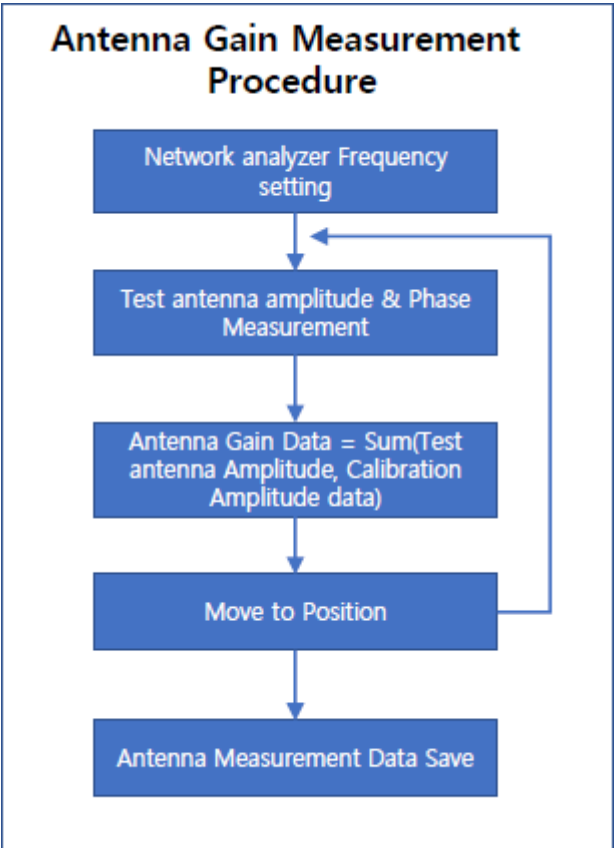 Antenna Gain Measurement
Procedure
Network analyzer Frequency
setting
Test antenna amplitude & Phase
Measurement
Antenna Gain Data = Sum(Test
antenna Amplitude, Calibration
Amplitude data)
Move to Position
Antenna Measurement Data Save